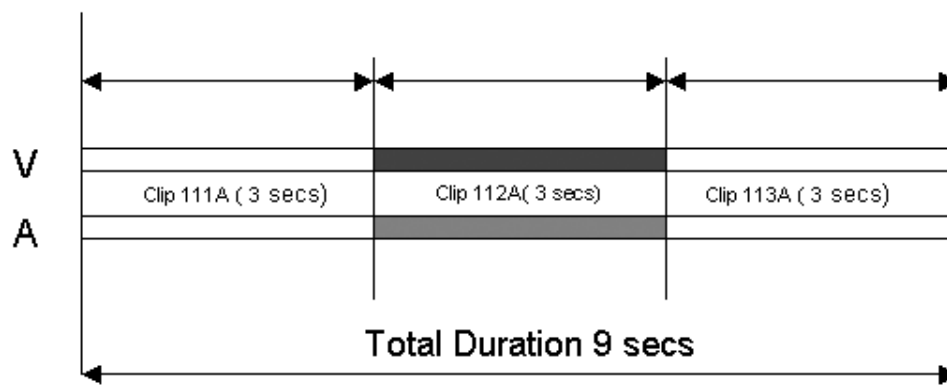 V
Clip 111A ( 3 secs) Clip 112A( 3 secs) Clip 113A ( 3 secs)
A
Total Duration 9 secs